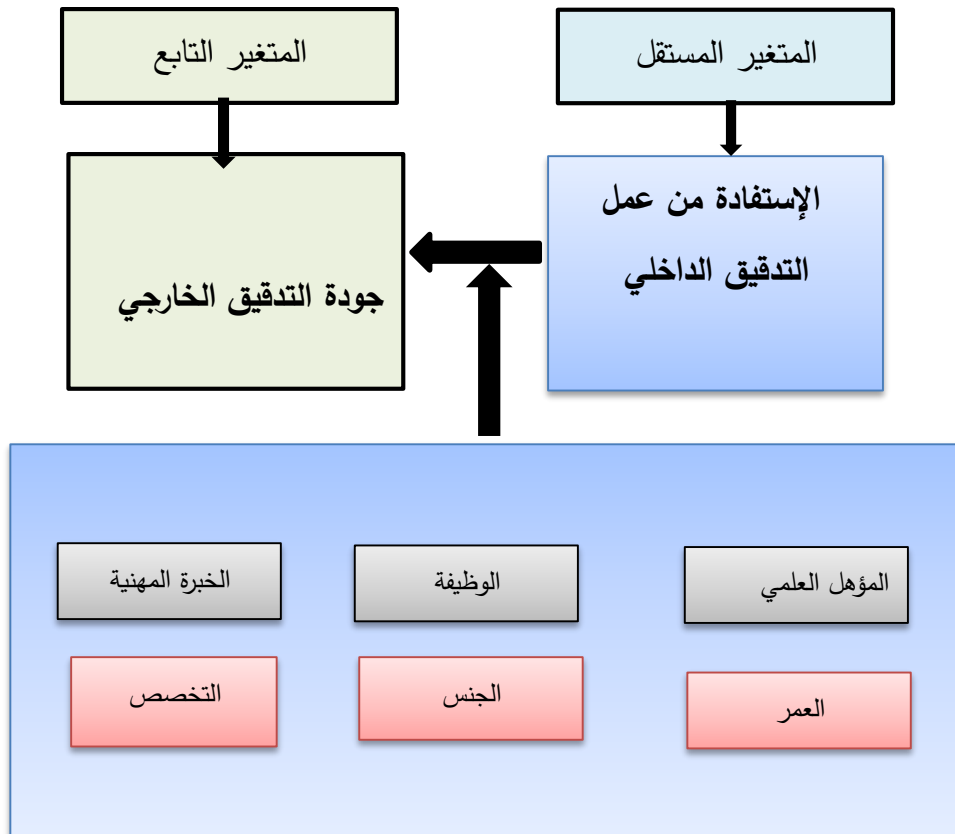 المتغير المستقل
المتغير التابع
الإستفادة من عمل
التدقيق الداخلي
جودة التدقيق الخارجي
المؤهل العلمي
الوظيفة
الخبرة المهنية
العمر
الجنس
التخصص